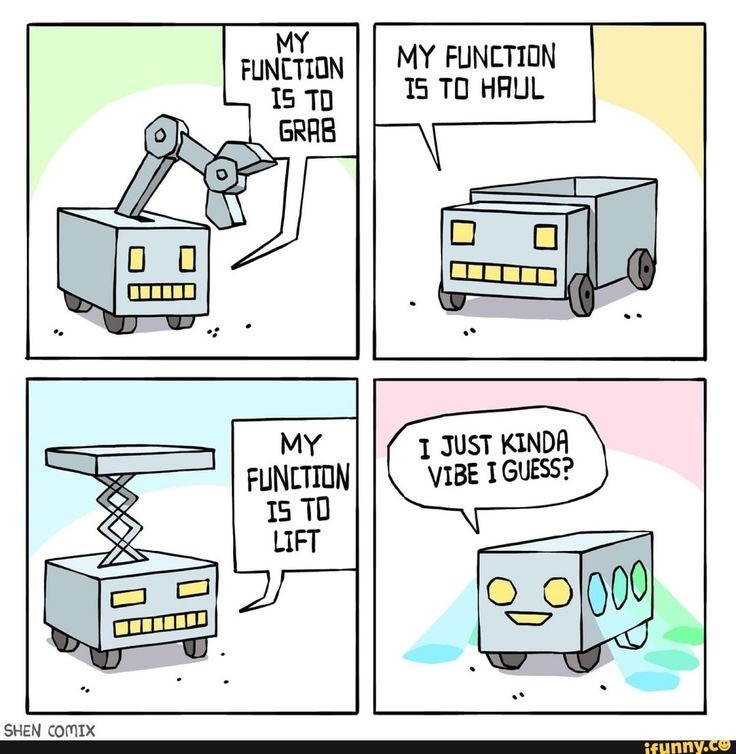 MY
FUNCTION
IS TO
GRAB
MY FUNCTION
IS TO HAUL
MY
FUNCTION
IS TO
LIFT
I JUST KINDA
VIBE I GUESS?
SHEN COMIX
ifunny.co